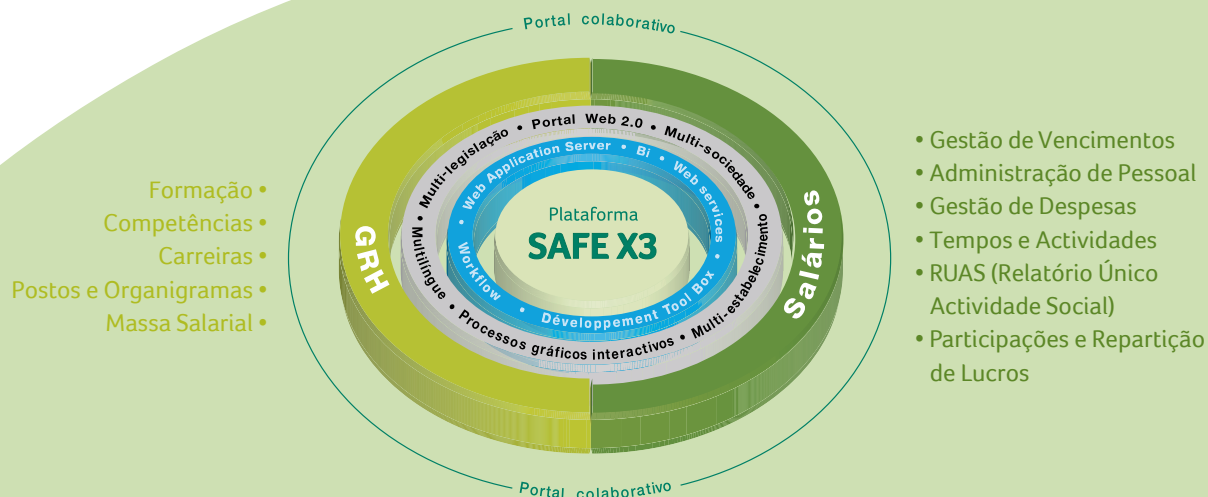 Portal colaborativo
Formação •
Competências •
Carreiras •
Postos e Organigramas •
Massa Salarial •
GRH
Salários
Multilingue • Multi-legislação • Portal Web 2.0 • Multi-sociedade • Multi-estabelecimento • Processos gráficos interactivos •
Workflow • Web Application Server • Bi • Web services • Développement Tool Box •
Plataforma
SAFE X3
• Gestão de Vencimentos
• Administração de Pessoal
• Gestão de Despesas
• Tempos e Actividades
• RUAS (Relatório Único
Actividade Social)
• Participações e Repartição
de Lucros
Portal colaborativo